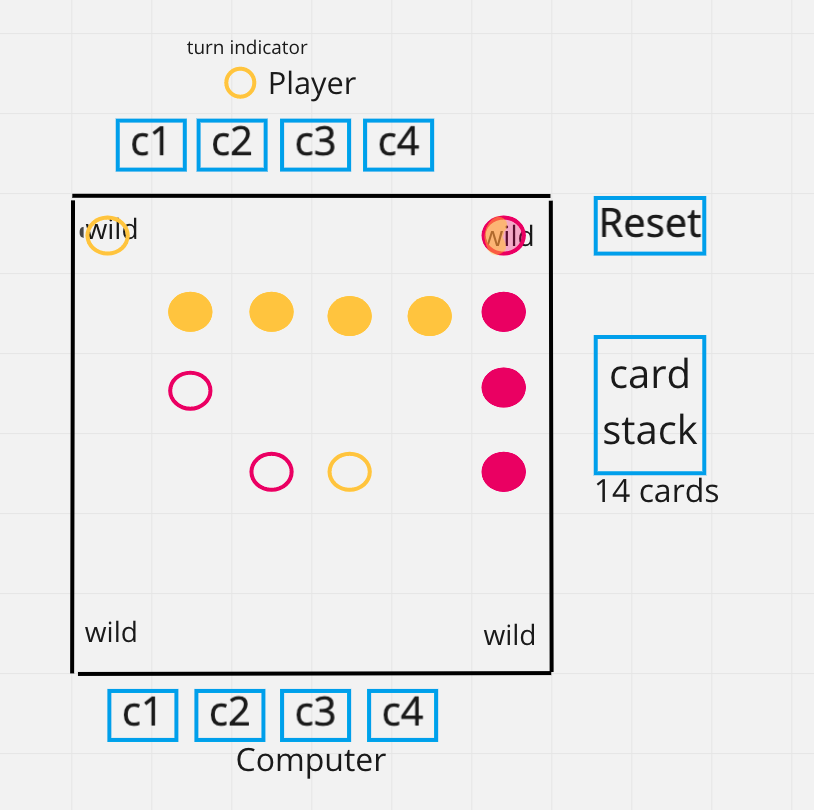 turn indicator
Player
c1 c2 c3 c4
wild
wild
Reset
card
stack
14 cards
wild
wild
c1 c2 c3 c4
Computer